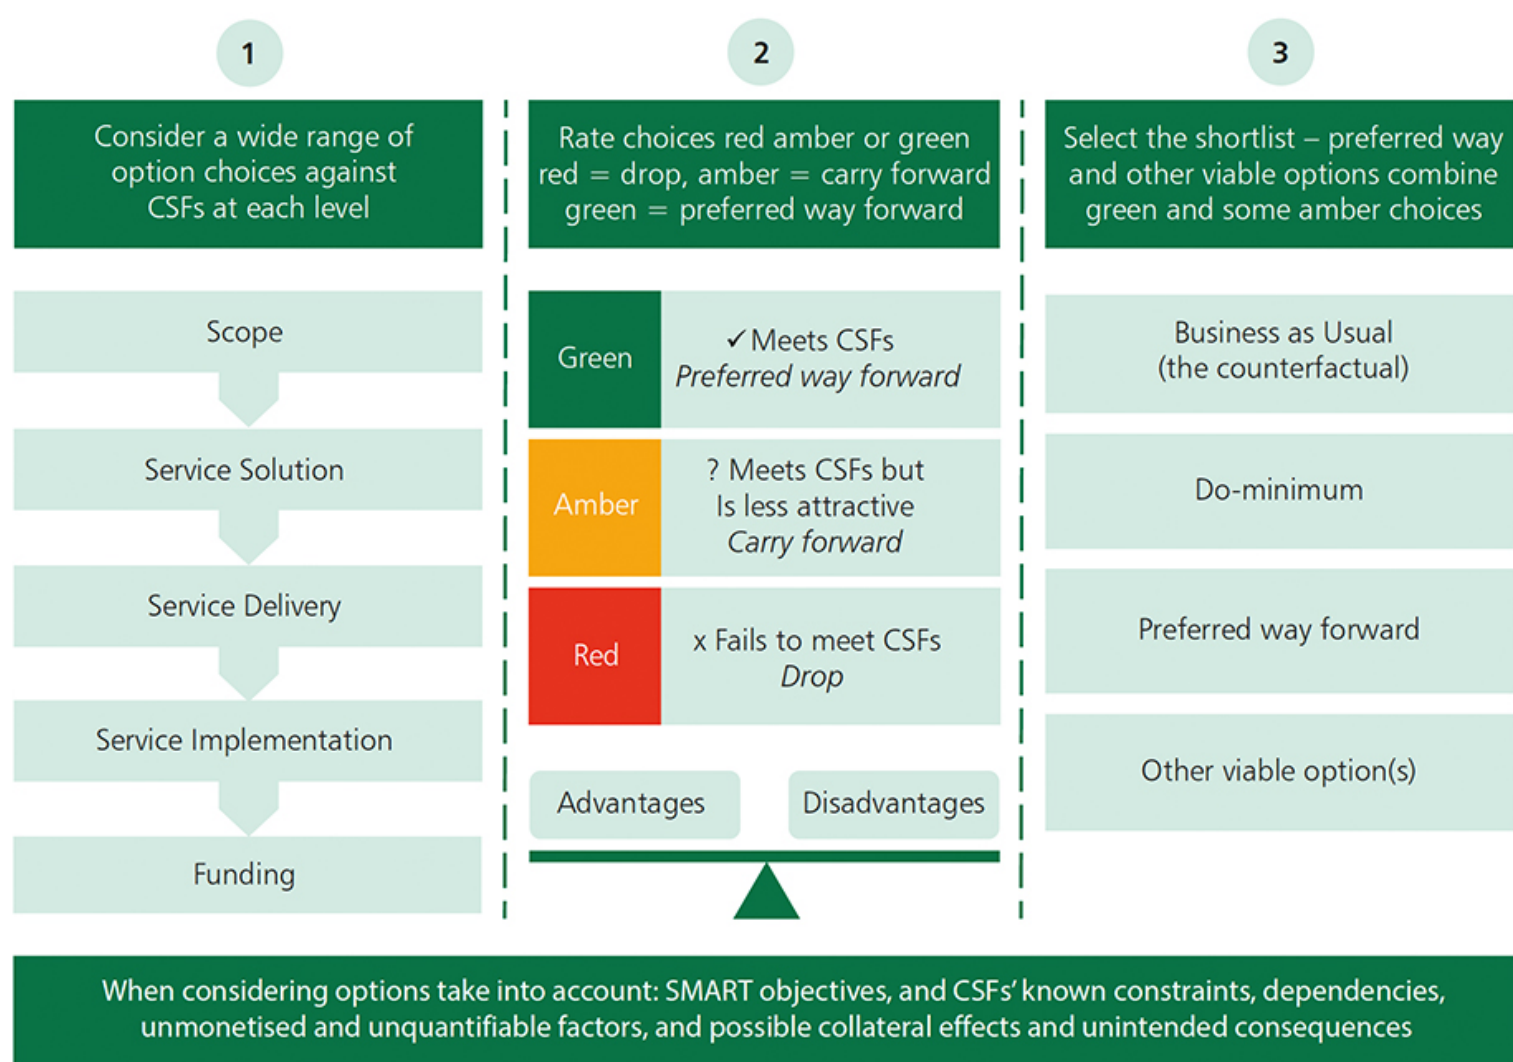 1
Consider a wide range of
option choices against
CSFs at each level
Scope
Service Solution
Service Delivery
Service Implementation
Funding
2
Rate choices red amber or green
red = drop, amber = carry forward
green = preferred way forward
Green
✓ Meets CSFs
Preferred way forward
Amber
? Meets CSFs but
Is less attractive
Carry forward
Red
x Fails to meet CSFs
Drop
Advantages
Disadvantages
3
Select the shortlist – preferred way
and other viable options combine
green and some amber choices
Business as Usual
(the counterfactual)
Do-minimum
Preferred way forward
Other viable option(s)
When considering options take into account: SMART objectives, and CSFs’ known constraints, dependencies,
unmonetised and unquantifiable factors, and possible collateral effects and unintended consequences